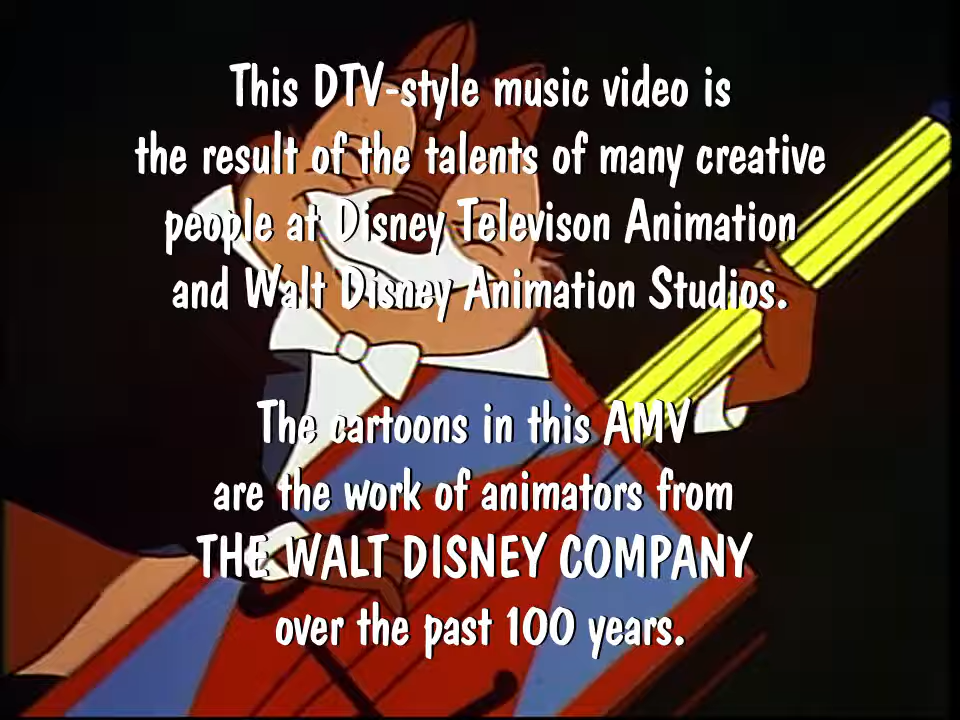 This DTV-style music video is
the result of the talents of many creative
people at Disney Televison Animation
and Walt Disney Animation Studios.
The cartoons in this AMV
are the work of animators from
THE WALT DISNEY COMPANY
over the past 100 years.